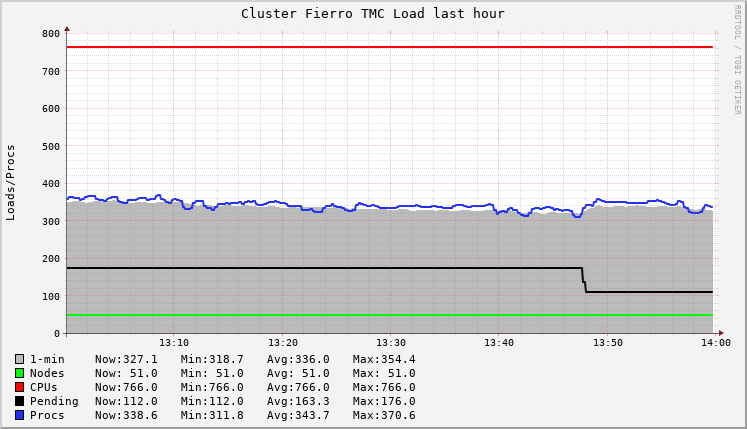 Cluster Fierro TMC Load last hour
RRDTOOL / TOBI OETIKER
Loads/Procs
800
700
600
500
400
300
200
100
0
13:10 13:20 13:30 13:40 13:50 14:00
1-min Now:327.1 Min:318.7 Avg:336.0 Max:354.4
Nodes Now: 51.0 Min: 51.0 Avg: 51.0 Max: 51.0
CPUs Now:766.0 Min:766.0 Avg:766.0 Max:766.0
Pending Now:112.0 Min:112.0 Avg:163.3 Max:176.0
Procs Now:338.6 Min:311.8 Avg:343.7 Max:370.6